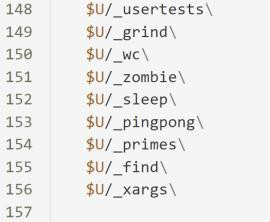 148 $U/_usertests\
149 $U/_grind\
150 $U/_wc\
151 $U/_zombie\
152 $U/_sleep\
153 $U/_pingpong\
154 $U/_primes\
155 $U/_find\
156 $U/_xargs\
157